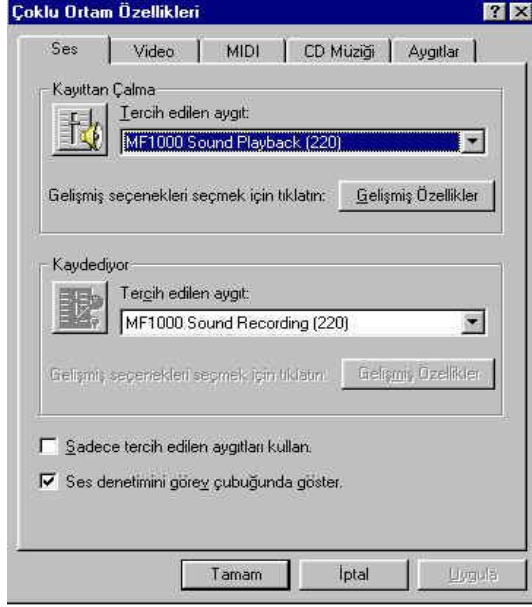 Çoklu Ortam Özellikleri
Ses Video MIDI CD Müziği Aygıtlar
Kayıttan Çalma
Tercih edilen aygıt:
MF1000 Sound Playback (220)
Gelişmiş seçenekleri seçmek için tıklatın: Gelişmiş Özellikler
Kaydediyor
Tercih edilen aygıt:
MF1000 Sound Recording (220)
Gelişmiş seçenekleri seçmek için tıklatın: Gelişmiş Özellikler
Sadece tercih edilen aygıtları kullan.
Ses denetimini görev çubuğunda göster.
Tamam İptal Uygula